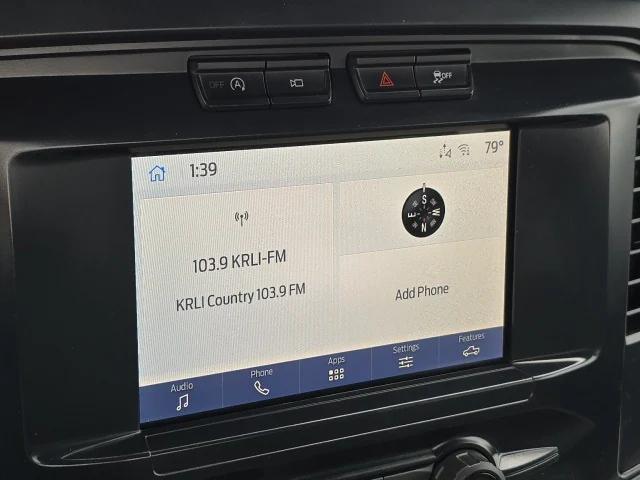 OFF A
OFF
1:39
79°
103.9 KRLI-FM
KRLI Country 103.9 FM
S
E W
N
Add Phone
Audio
Phone
Apps
Settings
Features